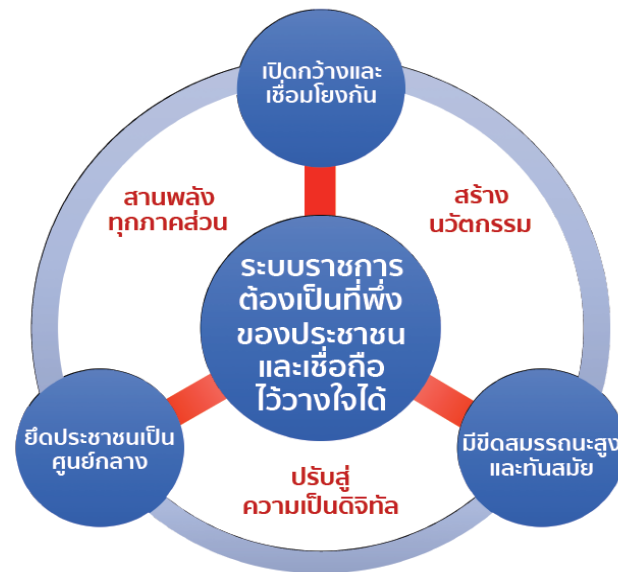 เปิดกว้างและ
เชื่อมโยงกัน
สานพลัง
ทุกภาคส่วน
สร้าง
นวัตกรรม
ระบบราชการ
ต้องเป็นที่พึ่ง
ของประชาชน
และเชื่อถือ
ไว้วางใจได้
ยึดประชาชนเป็น
ศูนย์กลาง
มีขีดสมรรถนะสูง
และทันสมัย
ปรับสู่
ความเป็นดิจิทัล